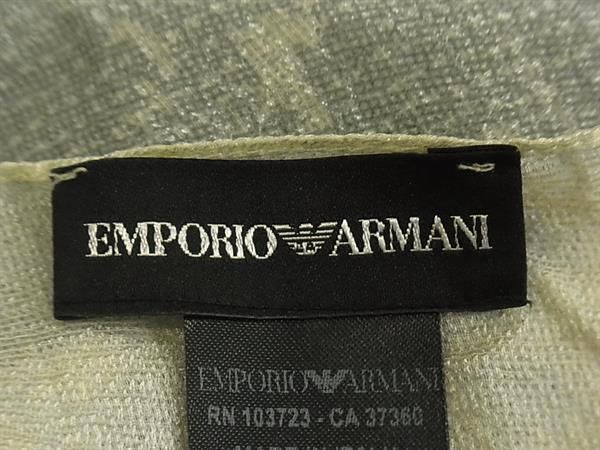 EMPORIO ARMANI
EMPORIO ARMANI
RN 103723 - CA 37360